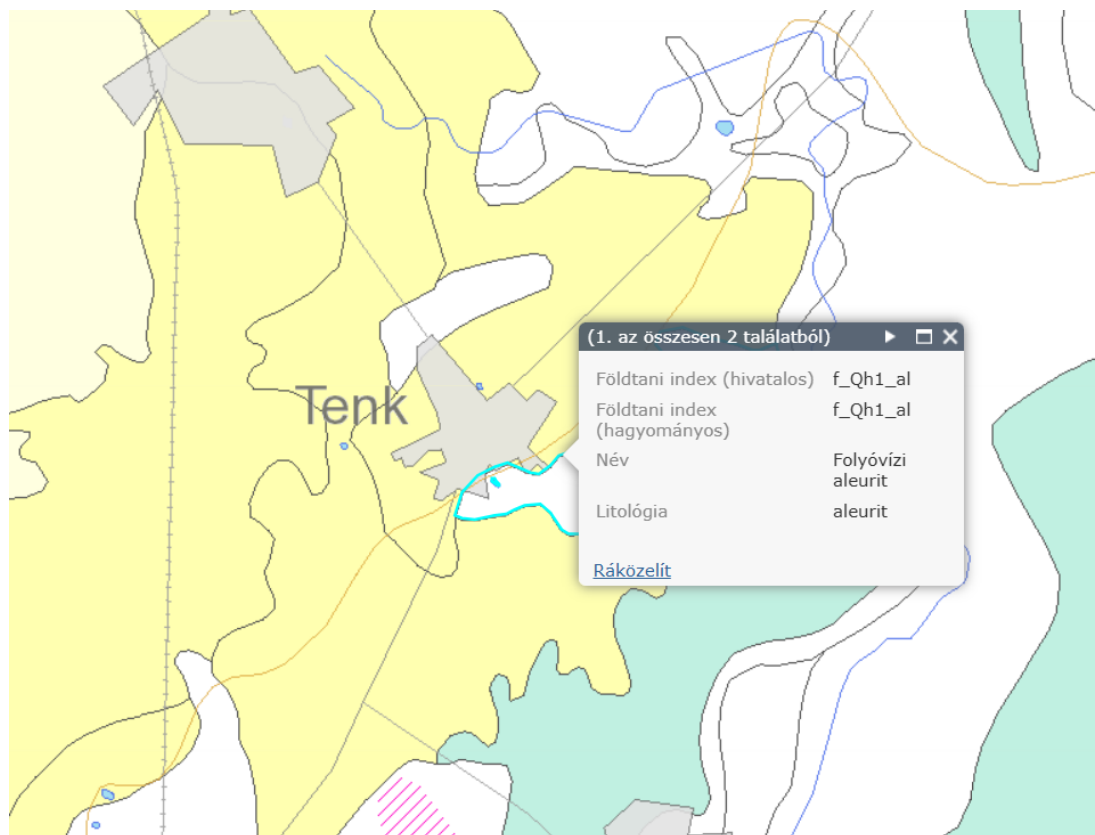 Tenk
(1. az összesen 2 találatból)
Földtani index (hivatalos) f_Qh1_al
Földtani index (hagyományos) f_Qh1_al
Név Folyóvízi aleurit
Litológia aleurit
Ráközelít